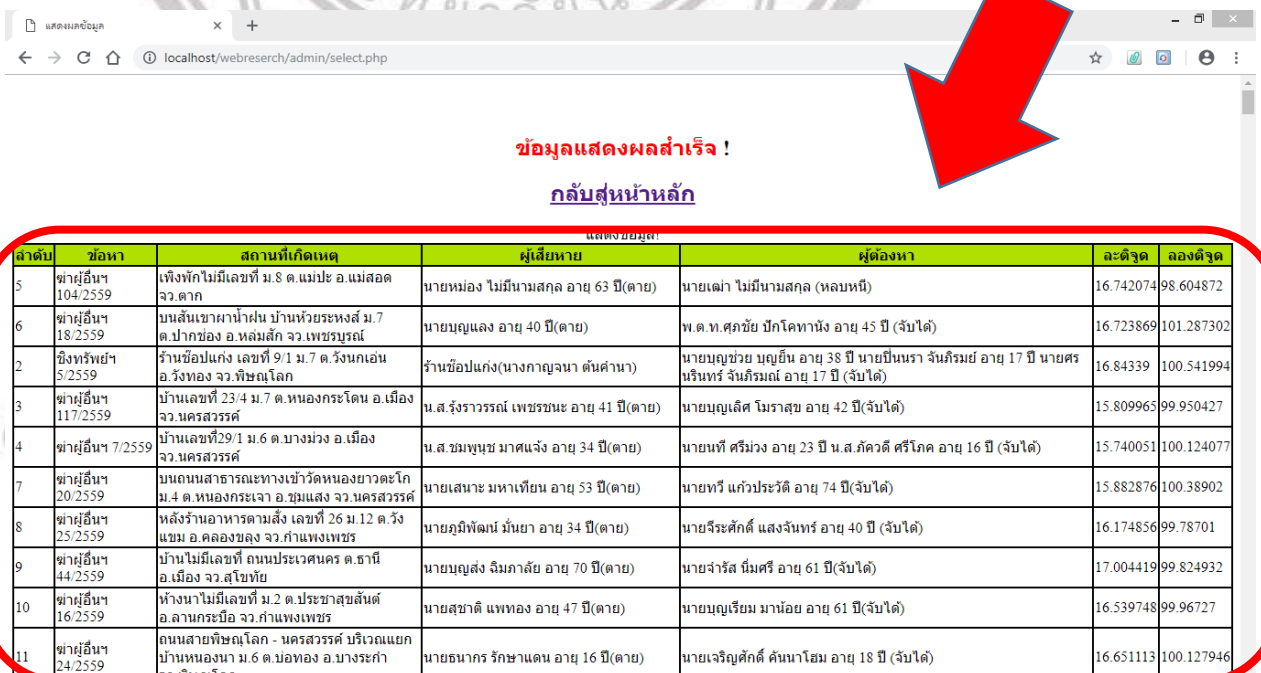 แสดงผลข้อมูล
localhost/webreserch/admin/select.php
ข้อมูลแสดงผลสำเร็จ !
กลับสู่หน้าหลัก
แสดงข้อมูล!
ลำดับ ข้อหา สถานที่เกิดเหตุ ผู้เสียหาย ผู้ต้องหา ละติจูด ลองติจูด
5 ฆ่าผู้อื่นฯ 104/2559 เพิงพักไม่มีเลขที่ ม.8 ต.แม่ปะ อ.แม่สอด จว.ตาก นายหม่อง ไม่มีนามสกุล อายุ 63 ปี(ตาย) นายเฒ่า ไม่มีนามสกุล (หลบหนี) 16.742074 98.604872
6 ฆ่าผู้อื่นฯ 18/2559 บนสันเขาผาน้ำฝน บ้านห้วยระหงส์ ม.7 ต.ปากช่อง อ.หล่มสัก จว.เพชรบูรณ์ นายบุญแลง อายุ 40 ปี(ตาย) พ.ต.ท.ศุภชัย ปักโคทานัง อายุ 45 ปี (จับได้) 16.723869 101.287302
2 ชิงทรัพย์ฯ 5/2559 ร้านช๊อปแก่ง เลขที่ 9/1 ม.7 ต.วังนกแอ่น อ.วังทอง จว.พิษณุโลก ร้านช๊อปแก่ง(นางกาญจนา ต้นคำนา) นายบุญช่วย บุญยืน อายุ 38 ปี นายปิ่นนรา จันภิรมย์ อายุ 17 ปี นายศรนรินทร์ จันภิรมณ์ อายุ 17 ปี (จับได้) 16.84339 100.541994
3 ฆ่าผู้อื่นฯ 117/2559 บ้านเลขที่ 23/4 ม.7 ต.หนองกระโดน อ.เมือง จว.นครสวรรค์ น.ส.รุ้งราวรรณ์ เพชรชนะ อายุ 41 ปี(ตาย) นายบุญเลิศ โมราสุข อายุ 42 ปี(จับได้) 15.809965 99.950427
4 ฆ่าผู้อื่นฯ 7/2559 บ้านเลขที่29/1 ม.6 ต.บางม่วง อ.เมือง จว.นครสวรรค์ น.ส.ชมพูนุช มาศแจ้ง อายุ 34 ปี(ตาย) นายนที ศรีม่วง อายุ 23 ปี น.ส.ภัควดี ศรีโภค อายุ 16 ปี (จับได้) 15.740051 100.124077
7 ฆ่าผู้อื่นฯ 20/2559 บนถนนสาธารณะทางเข้าวัดหนองยาวตะโก ม.4 ต.หนองกระเจา อ.ชุมแสง จว.นครสวรรค์ นายเสนาะ มหาเทียน อายุ 53 ปี(ตาย) นายทวี แก้วประวัติ อายุ 74 ปี(จับได้) 15.882876 100.38902
8 ฆ่าผู้อื่นฯ 25/2559 หลังร้านอาหารตามสั่ง เลขที่ 26 ม.12 ต.วังแขม อ.คลองขลุง จว.กำแพงเพชร นายภูมิพัฒน์ มั่นยา อายุ 34 ปี(ตาย) นายจีระศักดิ์ แสงจันทร์ อายุ 40 ปี (จับได้) 16.174856 99.78701
9 ฆ่าผู้อื่นฯ 44/2559 บ้านไม่มีเลขที่ ถนนประเวศนคร ต.ธานี อ.เมือง จว.สุโขทัย นายบุญส่ง ฉิมภาลัย อายุ 70 ปี(ตาย) นายจำรัส นิ่มศรี อายุ 61 ปี(จับได้) 17.004419 99.824932
10 ฆ่าผู้อื่นฯ 16/2559 ห้างนาไม่มีเลขที่ ม.2 ต.ประชาสุขสันต์ อ.ลานกระบือ จว.กำแพงเพชร นายสุชาติ แพทอง อายุ 47 ปี(ตาย) นายบุญเรียม มาน้อย อายุ 61 ปี(จับได้) 16.539748 99.96727
11 ฆ่าผู้อื่นฯ 24/2559 ถนนสายพิษณุโลก - นครสวรรค์ บริเวณแยกบ้านหนองนา ม.6 ต.บ่อทอง อ.บางระกำ นายธนากร รักษาแดน อายุ 16 ปี(ตาย) นายเจริญศักดิ์ คันนาโฮม อายุ 18 ปี (จับได้) 16.651113 100.127946